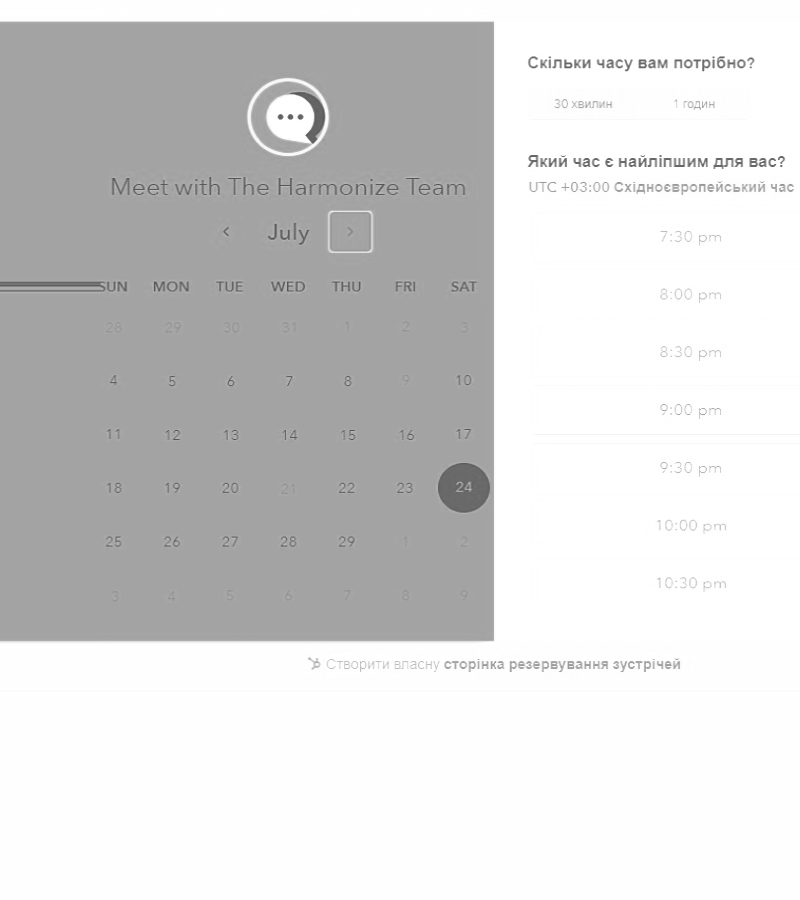 Meet with The Harmonize Team
July
SUN MON TUE WED THU FRI SAT
28 29 30 31 1 2 3
4 5 6 7 8 9 10
11 12 13 14 15 16 17
18 19 20 21 22 23 24
25 26 27 28 29 1 2
3 4 5 6 7 8 9
Скільки часу вам потрібно?
30 хвилин 1 годин
Який час є найліпшим для вас?
UTC +03:00 Східноєвропейський час
7:30 pm
8:00 pm
8:30 pm
9:00 pm
9:30 pm
10:00 pm
10:30 pm
Створити власну сторінка резервування зустрічей